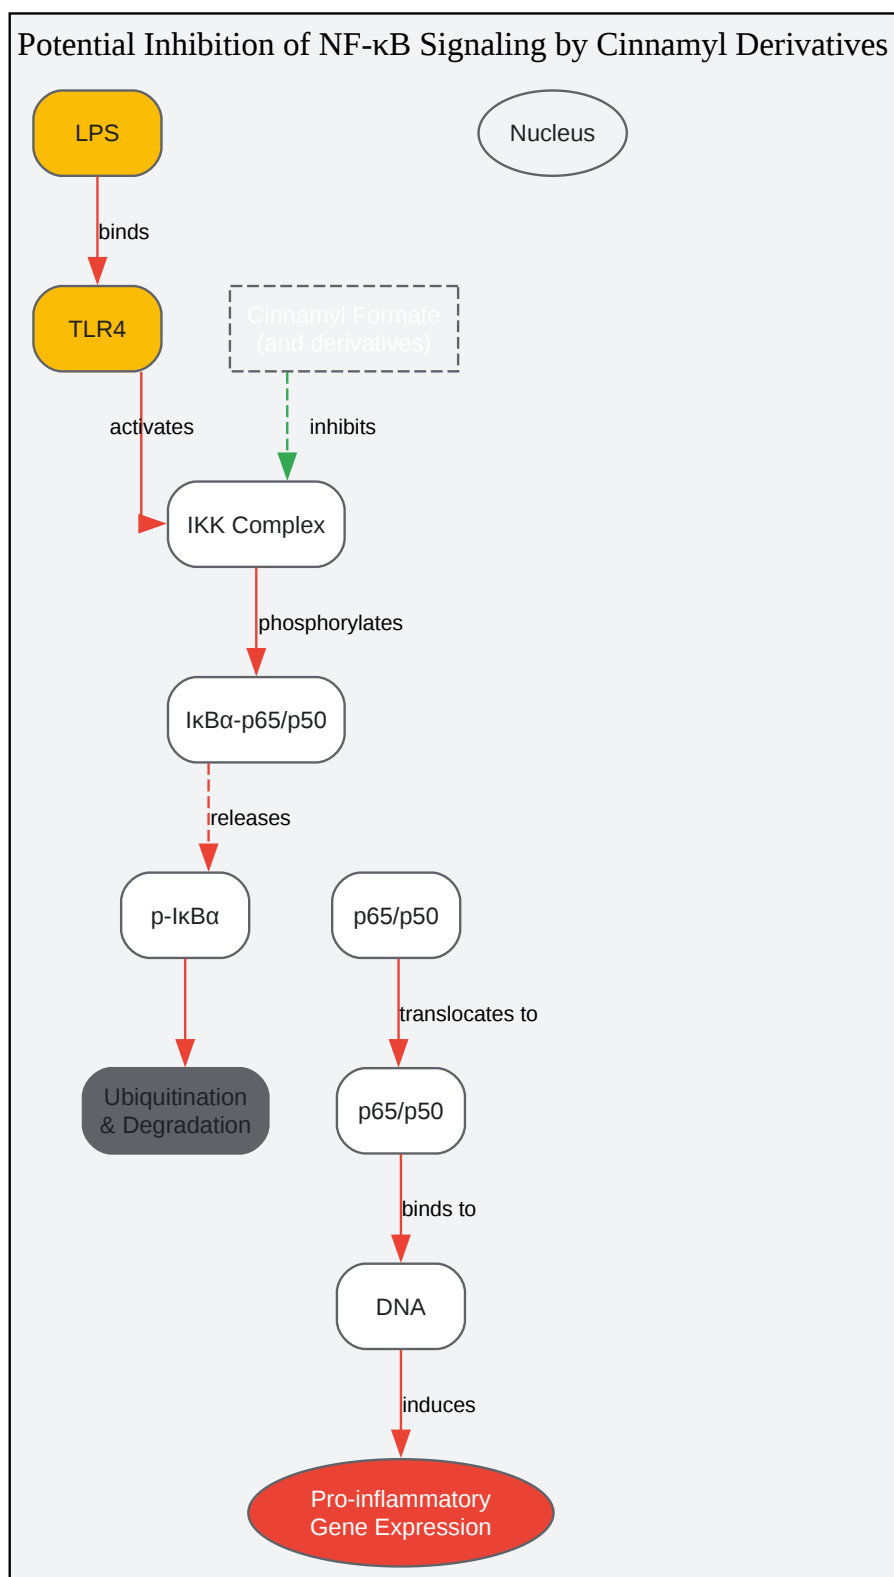 Potential Inhibition of NF-κB Signaling by Cinnamyl Derivatives
LPS
Nucleus
binds
TLR4
Cinnamyl Formate
(and derivatives)
activates
inhibits
IKK Complex
phosphorylates
IκBα-p65/p50
releases
p-IκBα
p65/p50
translocates to
Ubiquitination
& Degradation
p65/p50
binds to
DNA
induces
Pro-inflammatory
Gene Expression